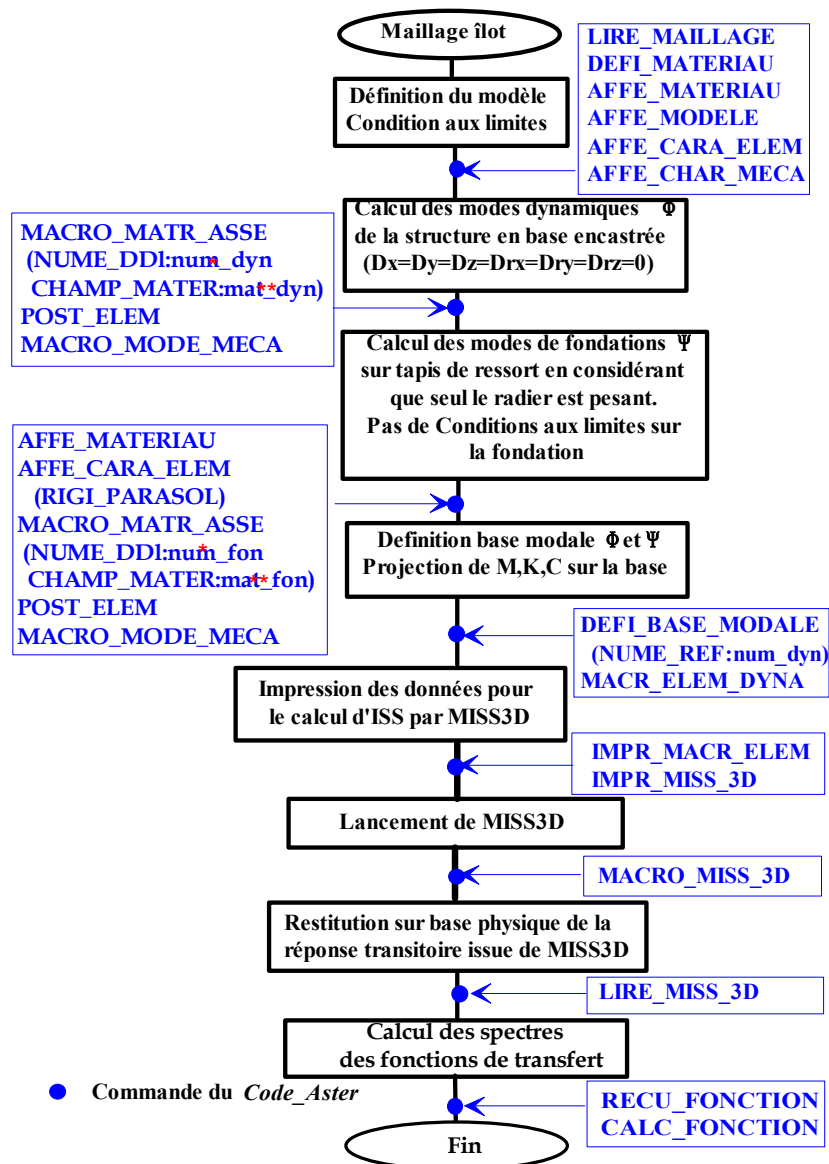 Maillage îlot
LIRE_MAILLAGE
DEFI_MATERIAU
AFFE_MATERIAU
AFFE_MODELE
AFFE_CARA_ELEM
AFFE_CHAR_MECA
Définition du modèle
Condition aux limites
Calcul des modes dynamiques Φ
de la structure en base encastrée
(Dx=Dy=Dz=Drx=Dry=Drz=0)
MACRO_MATR_ASSE
(NUME_DDl:num_dyn*
CHAMP_MATER:mat_dyn)**
POST_ELEM
MACRO_MODE_MECA
Calcul des modes de fondations Ψ
sur tapis de ressort en considérant
que seul le radier est pesant.
Pas de Conditions aux limites sur
la fondation
AFFE_MATERIAU
AFFE_CARA_ELEM
(RIGI_PARASOL)
MACRO_MATR_ASSE
(NUME_DDl:num_fon*
CHAMP_MATER:mat_fon)**
POST_ELEM
MACRO_MODE_MECA
Definition base modale Φ et Ψ
Projection de M,K,C sur la base
DEFI_BASE_MODALE
(NUME_REF:num_dyn)
MACR_ELEM_DYNA
Impression des données pour
le calcul d'ISS par MISS3D
IMPR_MACR_ELEM
IMPR_MISS_3D
Lancement de MISS3D
MACRO_MISS_3D
Restitution sur base physique de la
réponse transitoire issue de MISS3D
LIRE_MISS_3D
Calcul des spectres
des fonctions de transfert
Commande du Code_Aster
RECU_FONCTION
CALC_FONCTION
Fin